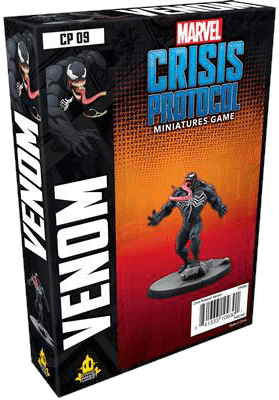 CP 09
VENOM
VENOM
MARVEL
CRISIS
PROTOCOL
MINIATURES GAME